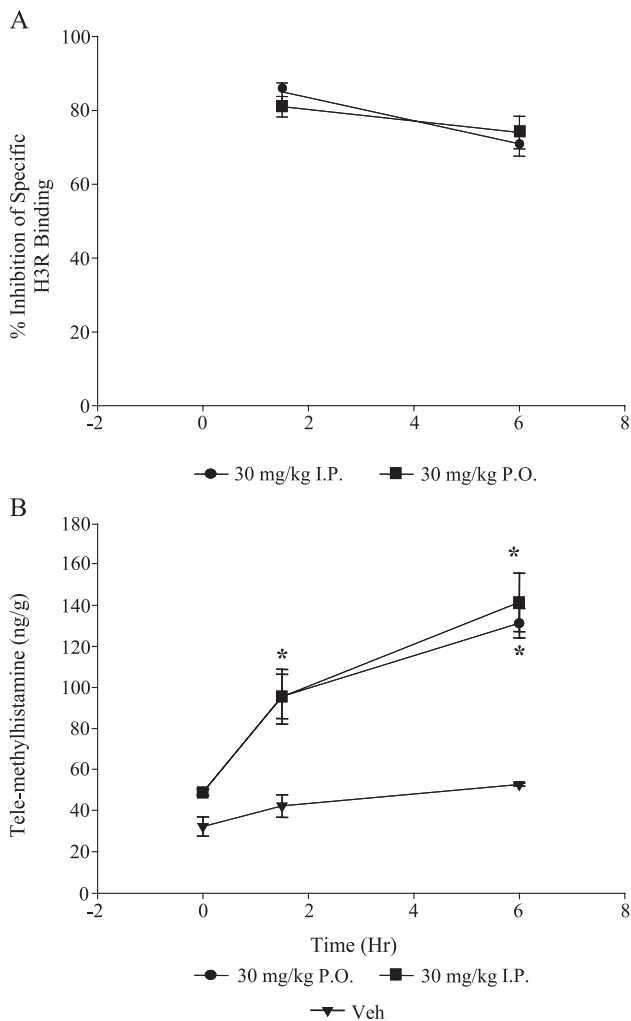 A
100
80
60
40
20
0
% Inhibition of Specific
H3R Binding
-2 0 2 4 6 8
30 mg/kg I.P. 30 mg/kg P.O.
B
180
160
140
120
100
80
60
40
20
0
Tele-methylhistamine (ng/g)
* * *
-2 0 2 4 6 8
Time (Hr)
30 mg/kg P.O. 30 mg/kg I.P.
Veh